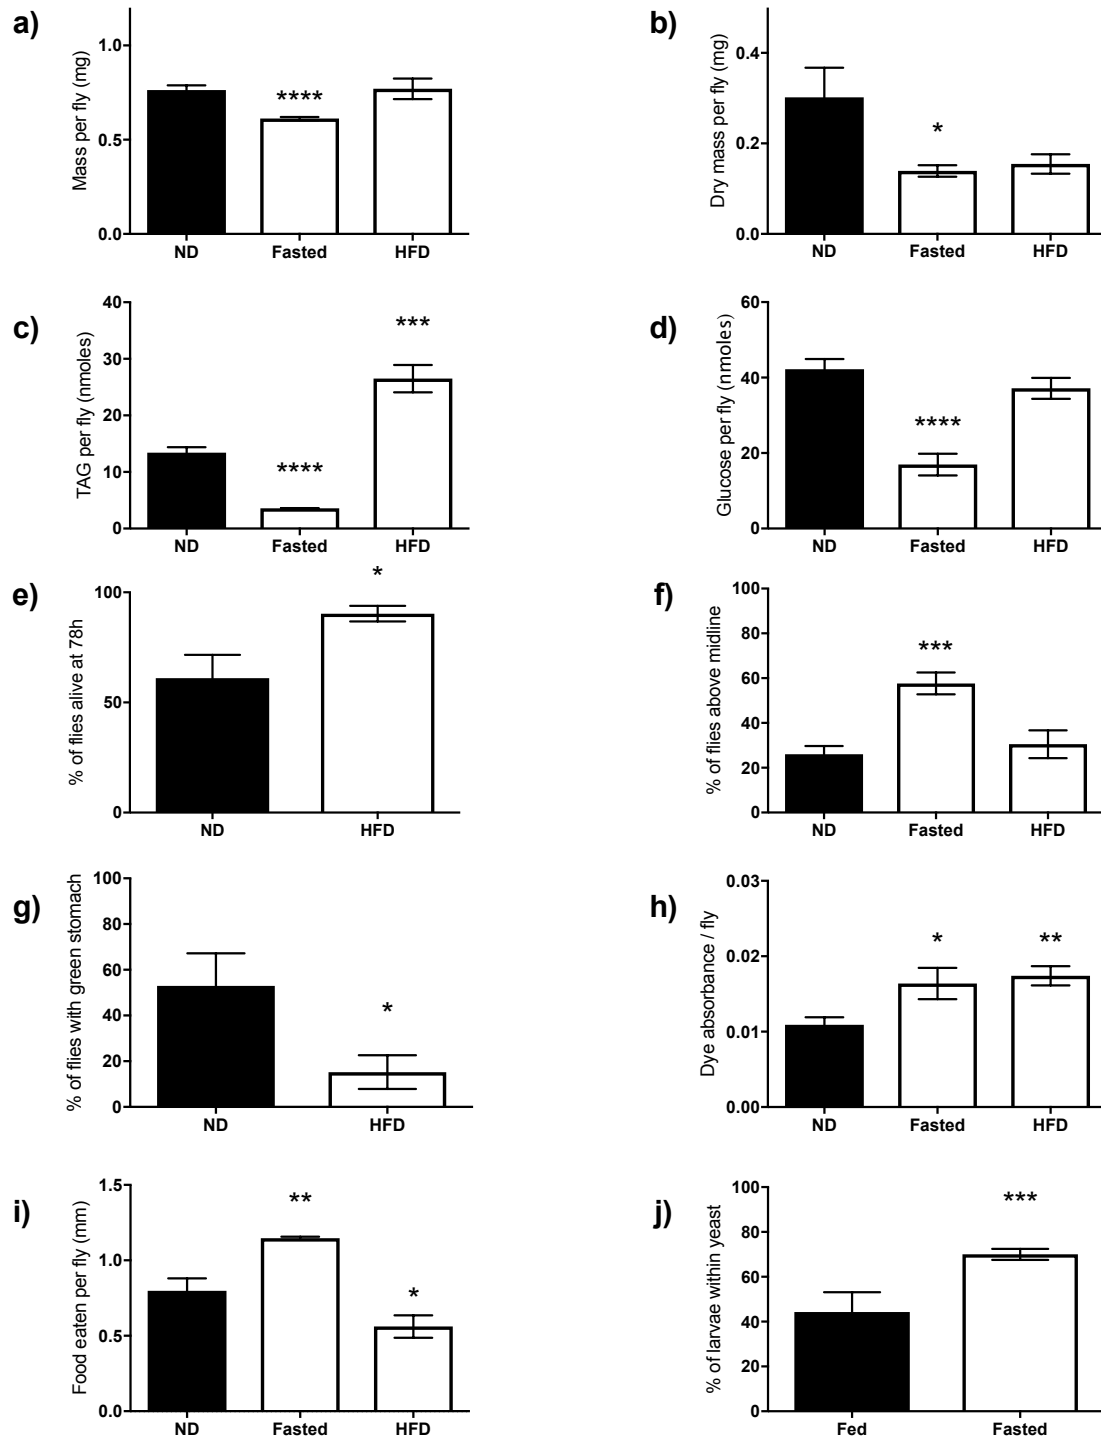 a)
Mass per fly (mg)
1.0
0.5
0.0
****
ND Fasted HFD
b)
Dry mass per fly (mg)
0.4
0.2
0.0
*
ND Fasted HFD
c)
TAG per fly (nmoles)
40
30
20
10
0
****
***
ND Fasted HFD
d)
Glucose per fly (nmoles)
60
40
20
0
****
ND Fasted HFD
e)
% of flies alive at 78h
100
50
0
*
ND HFD
f)
% of flies above midline
100
80
60
40
20
0
***
ND Fasted HFD
g)
% of flies with green stomach
100
80
60
40
20
0
*
ND HFD
h)
Dye absorbance / fly
0.03
0.02
0.01
0.00
*
**
ND Fasted HFD
i)
Food eaten per fly (mm)
1.5
1.0
0.5
0.0
**
*
ND Fasted HFD
j)
% of larvae within yeast
100
80
60
40
20
0
***
Fed Fasted